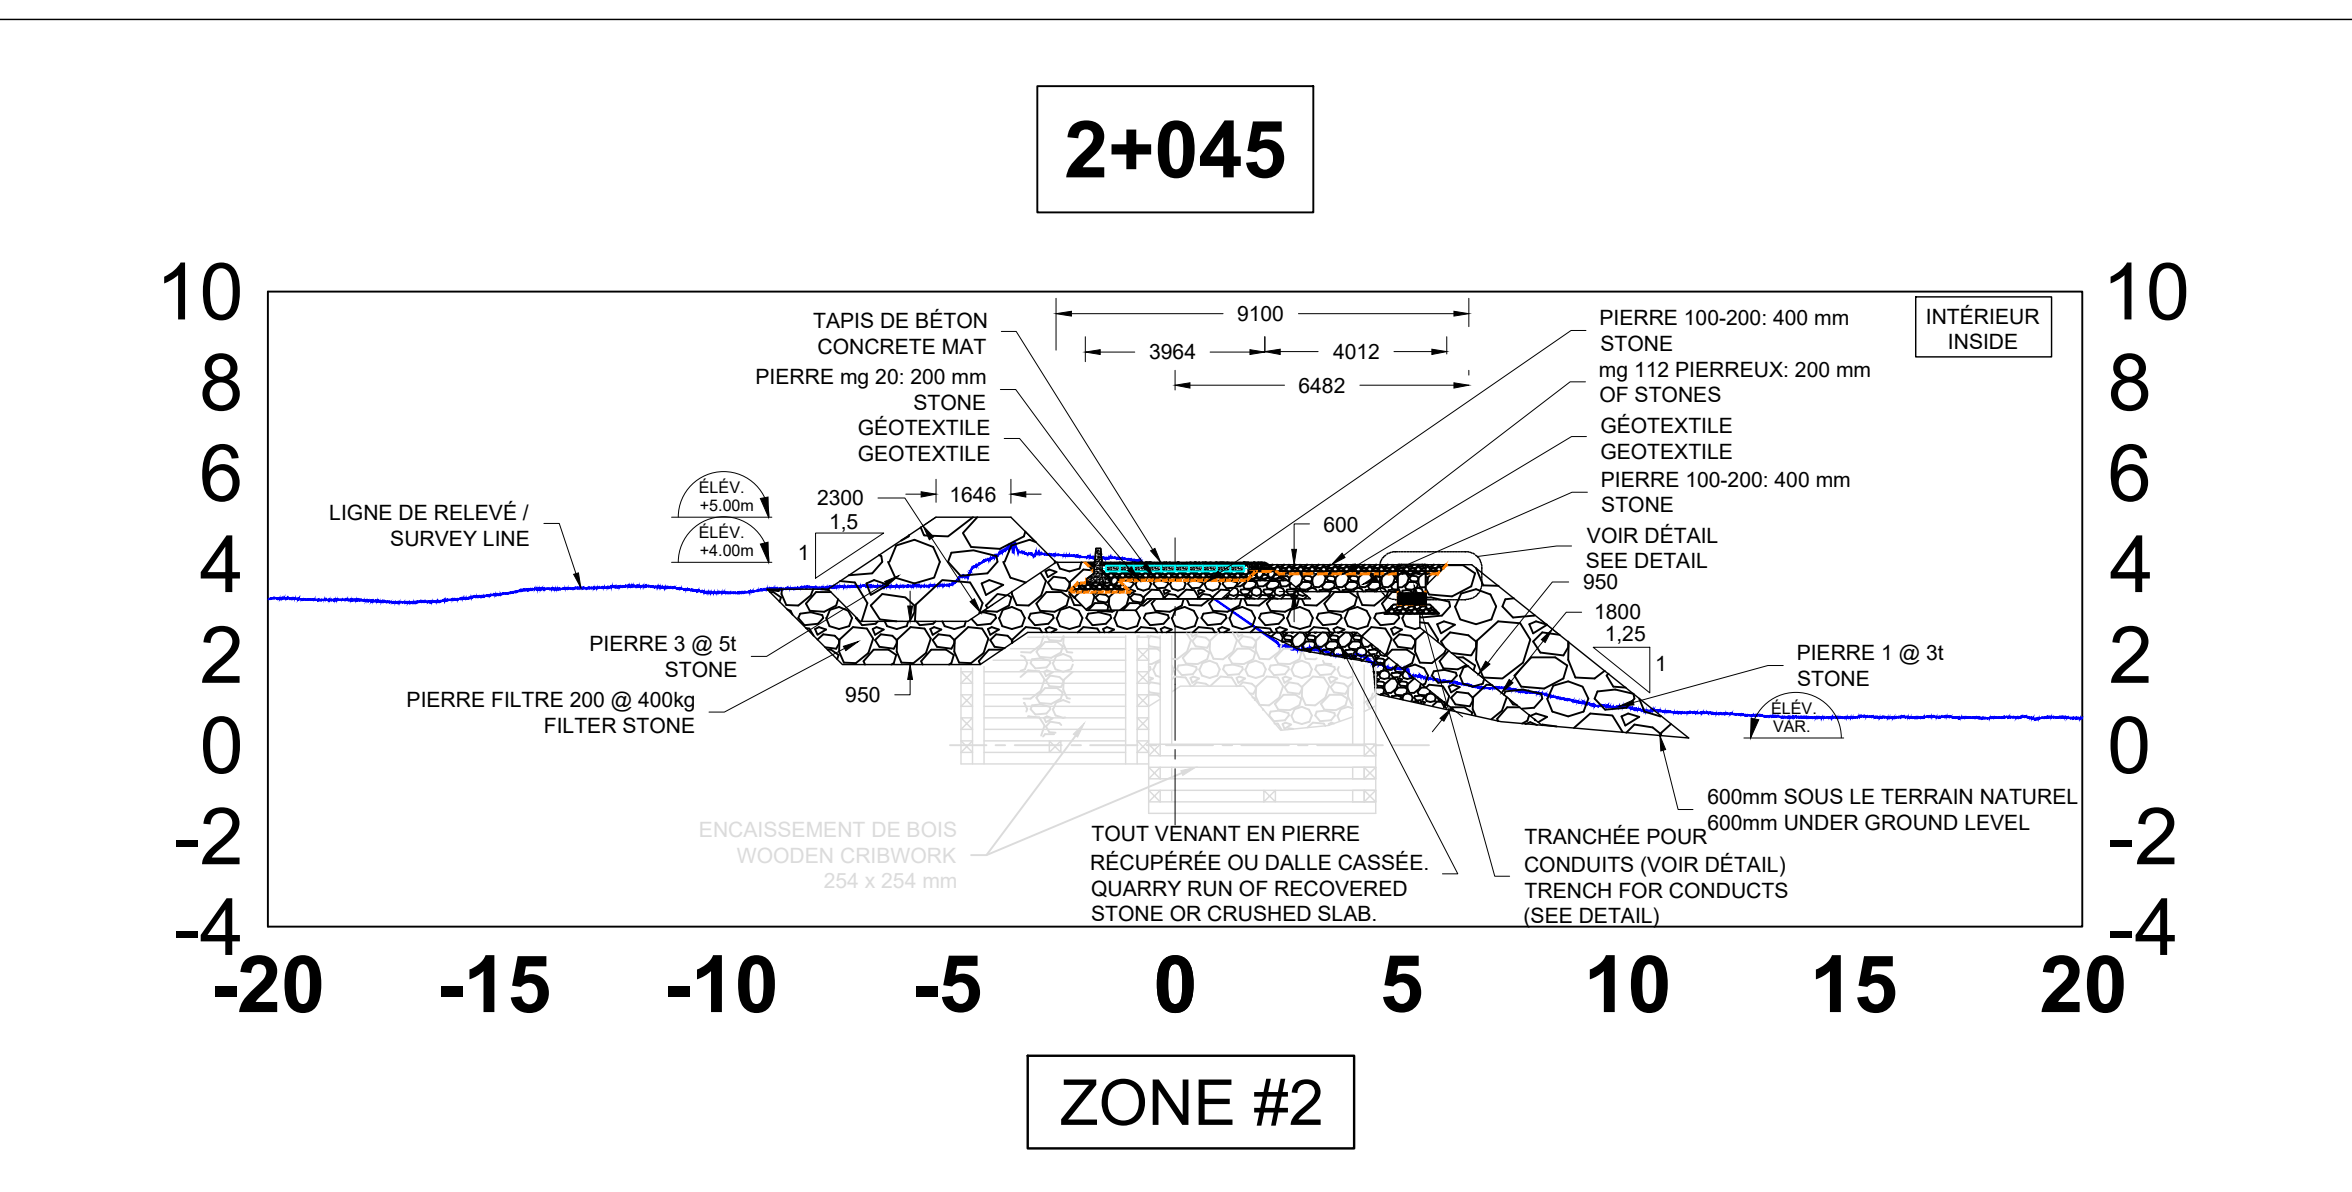 2+045
10
8
6
4
2
0
-2
-4
10
8
6
4
2
0
-2
-4
-20
-15
-10
-5
0
5
10
15
20
INTÉRIEUR
INSIDE
9100
3964
4012
6482
TAPIS DE BÉTON
CONCRETE MAT
PIERRE mg 20: 200 mm
STONE
GÉOTEXTILE
GEOTEXTILE
PIERRE 100-200: 400 mm
STONE
mg 112 PIERREUX: 200 mm
OF STONES
GÉOTEXTILE
GEOTEXTILE
PIERRE 100-200: 400 mm
STONE
VOIR DÉTAIL
SEE DETAIL
950
1800
1,25
1
600
ÉLÉV.
+5.00m
ÉLÉV.
+4.00m
2300
1,5
1
1646
LIGNE DE RELEVÉ /
SURVEY LINE
PIERRE 3 @ 5t
STONE
PIERRE FILTRE 200 @ 400kg
FILTER STONE
950
PIERRE 1 @ 3t
STONE
ÉLÉV.
VAR.
600mm SOUS LE TERRAIN NATUREL
600mm UNDER GROUND LEVEL
ENCAISSEMENT DE BOIS
WOODEN CRIBWORK
254 x 254 mm
TOUT VENANT EN PIERRE
RÉCUPÉRÉE OU DALLE CASSÉE.
QUARRY RUN OF RECOVERED
STONE OR CRUSHED SLAB.
TRANCHÉE POUR
CONDUITS (VOIR DÉTAIL)
TRENCH FOR CONDUCTS
(SEE DETAIL)
ZONE #2